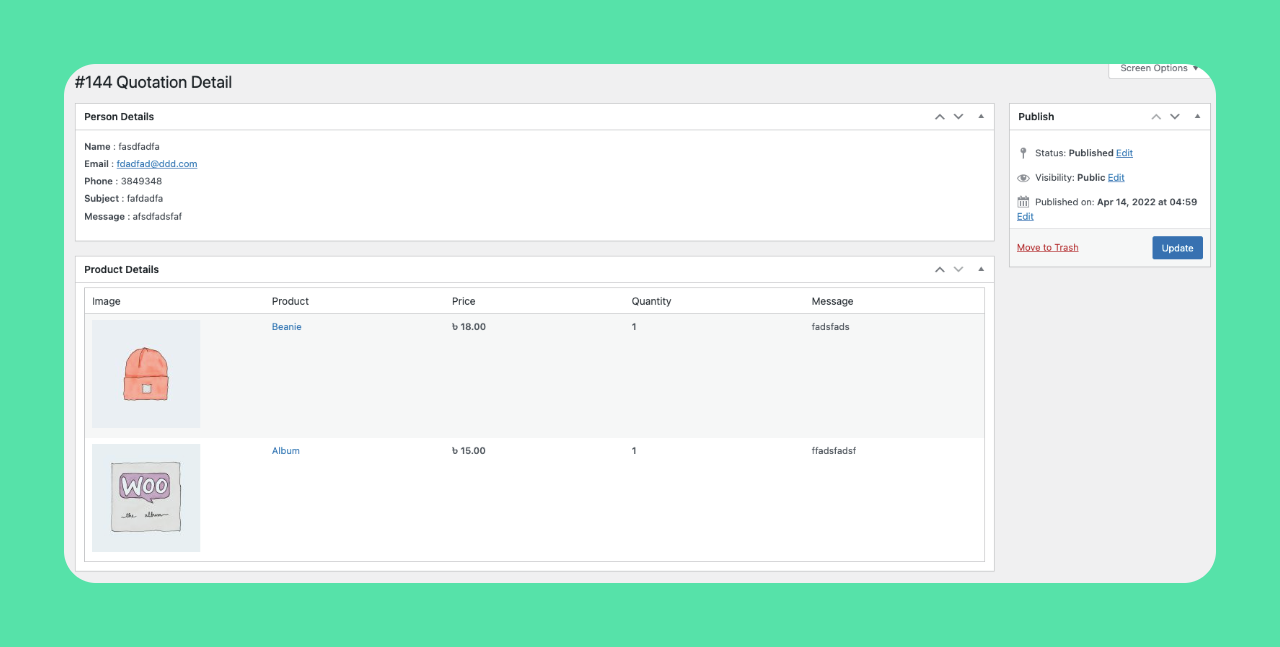 Screen Options ▼
#144 Quotation Detail
Person Details
Name : fasdfadfa
Email : fdadfad@ddd.com
Phone : 3849348
Subject : fafdadfa
Message : afsdfadsfaf
Publish
Status: Published Edit
Visibility: Public Edit
Published on: Apr 14, 2022 at 04:59
Edit
Move to Trash
Update
Product Details
Image Product Price Quantity Message
Beanie ৳ 18.00 1 fadsfads
Album ৳ 15.00 1 ffadsfadsf
WOO
the album